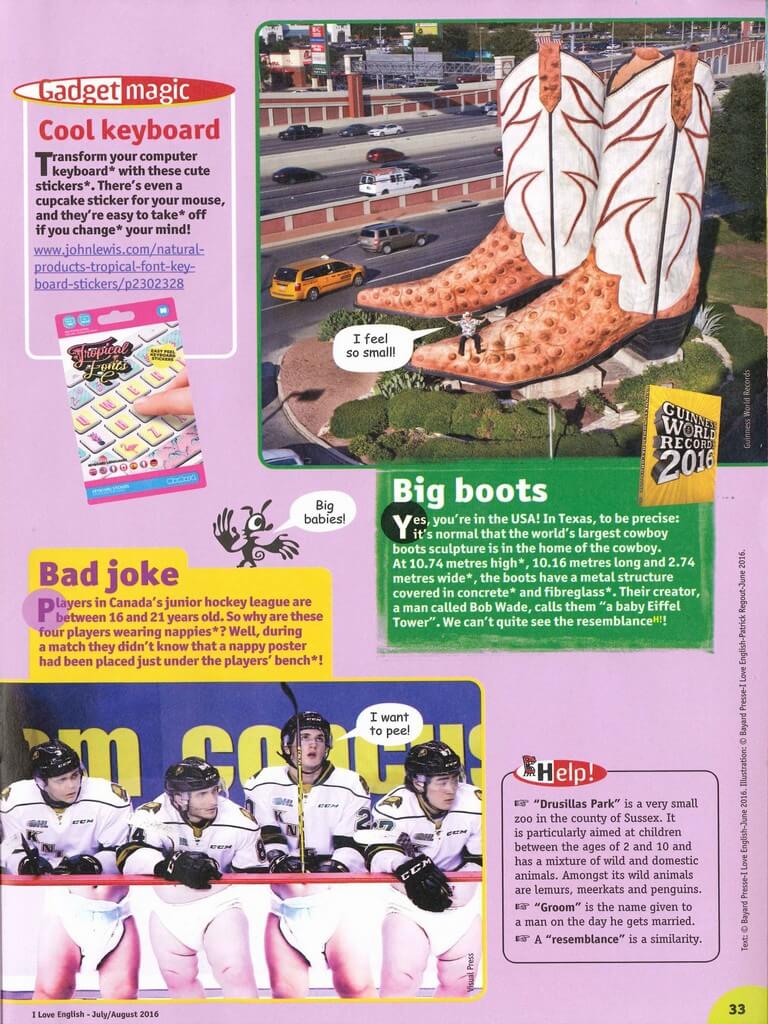 Gadget magic
Cool keyboard
Transform your computer
keyboard* with these cute
stickers*. There's even a
cupcake sticker for your mouse,
and they're easy to take* off
if you change* your mind!
www.johnlewis.com/natural-
products-tropical-font-key-
board-stickers/p2302328
Tropical
Fonts
I feel
so small!
Guinness World Records
GUINNESS
WORLD
RECORDS
2016
Big boots
Yes, you're in the USA! In Texas, to be precise:
it's normal that the world's largest cowboy
boots sculpture is in the home of the cowboy.
At 10.74 metres high*, 10.16 metres long and 2.74
metres wide*, the boots have a metal structure
covered in concrete* and fibreglass*. Their creator,
a man called Bob Wade, calls them "a baby Eiffel
Tower". We can't quite see the resemblanceH!!
Big
babies!
Bad joke
Players in Canada's junior hockey league are
between 16 and 21 years old. So why are these
four players wearing nappies*? Well, during
a match they didn't know that a nappy poster
had been placed just under the players' bench*!
I want
to pee!
CCM
Visual Press
Help!
"Drusillas Park" is a very small
zoo in the county of Sussex. It
is particularly aimed at children
between the ages of 2 and 10 and
has a mixture of wild and domestic
animals. Amongst its wild animals
are lemurs, meerkats and penguins.
"Groom" is the name given to
a man on the day he gets married.
A "resemblance" is a similarity.
Text: © Bayard Presse-I Love English-June 2016. Illustration: © Bayard Presse-I Love English-Patrick Regout-June 2016.
I Love English - July/August 2016
33